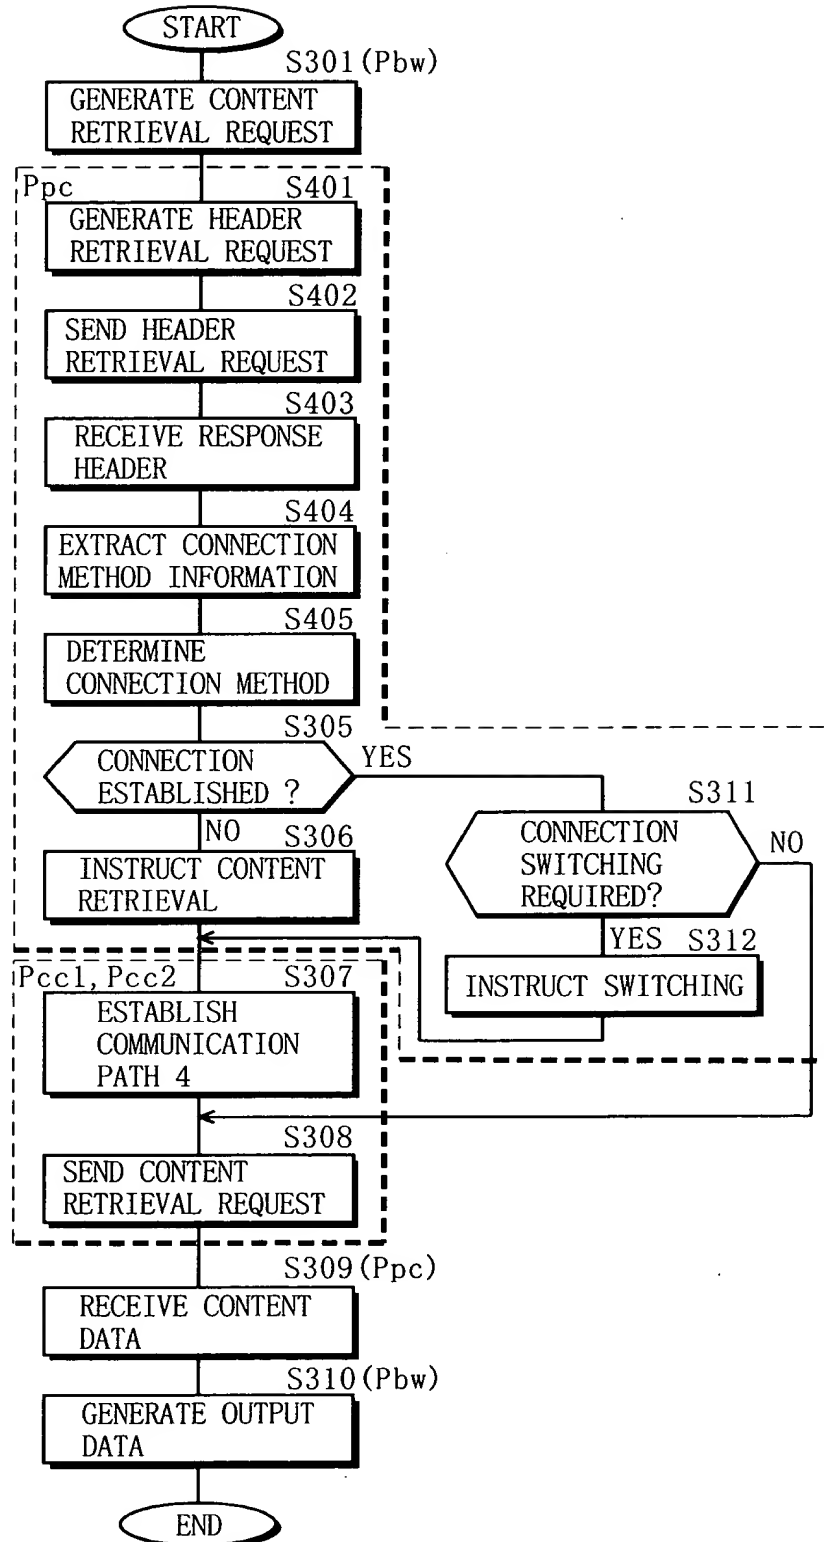 START
S301(Pbw)
GENERATE CONTENT
RETRIEVAL REQUEST
Ppc
S401
GENERATE HEADER
RETRIEVAL REQUEST
S402
SEND HEADER
RETRIEVAL REQUEST
S403
RECEIVE RESPONSE
HEADER
S404
EXTRACT CONNECTION
METHOD INFORMATION
S405
DETERMINE
CONNECTION METHOD
S305
CONNECTION
ESTABLISHED ?
YES
NO
S306
INSTRUCT CONTENT
RETRIEVAL
S311
CONNECTION
SWITCHING
REQUIRED?
NO
YES
S312
INSTRUCT SWITCHING
Pcc1, Pcc2
S307
ESTABLISH
COMMUNICATION
PATH 4
S308
SEND CONTENT
RETRIEVAL REQUEST
S309(Ppc)
RECEIVE CONTENT
DATA
S310(Pbw)
GENERATE OUTPUT
DATA
END